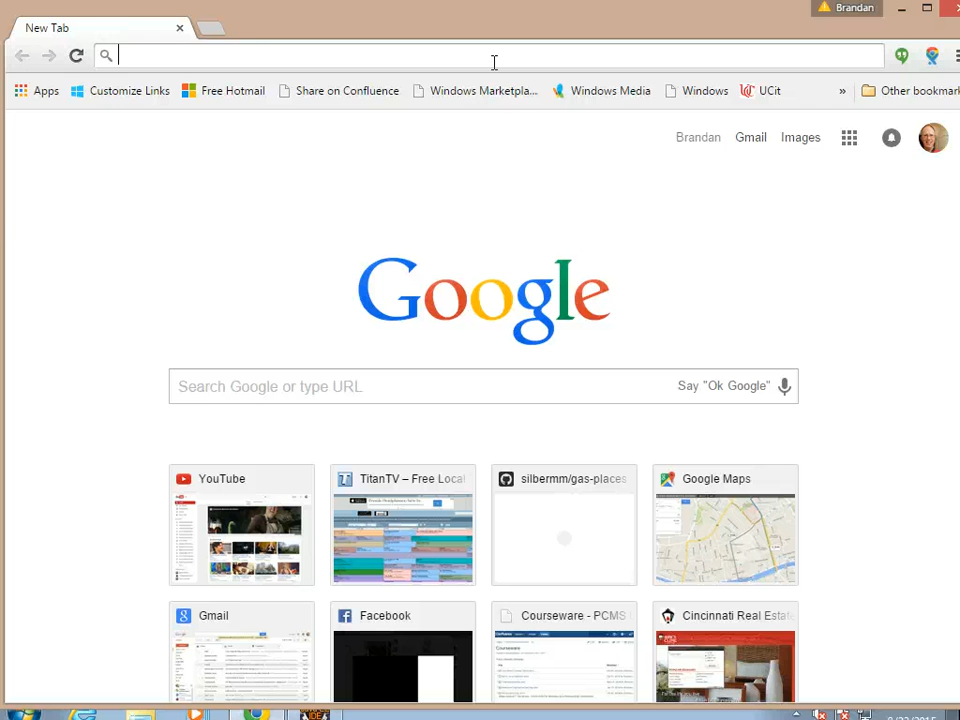 Brandan
New Tab
Apps Customize Links Free Hotmail Share on Confluence Windows Marketpla... Windows Media Windows UCit » Other bookmark
Brandan Gmail Images
Google
Search Google or type URL Say "Ok Google"
YouTube TitanTV – Free Loca silbermm/gas-places Google Maps
Gmail Facebook Courseware - PCMS Cincinnati Real Estate